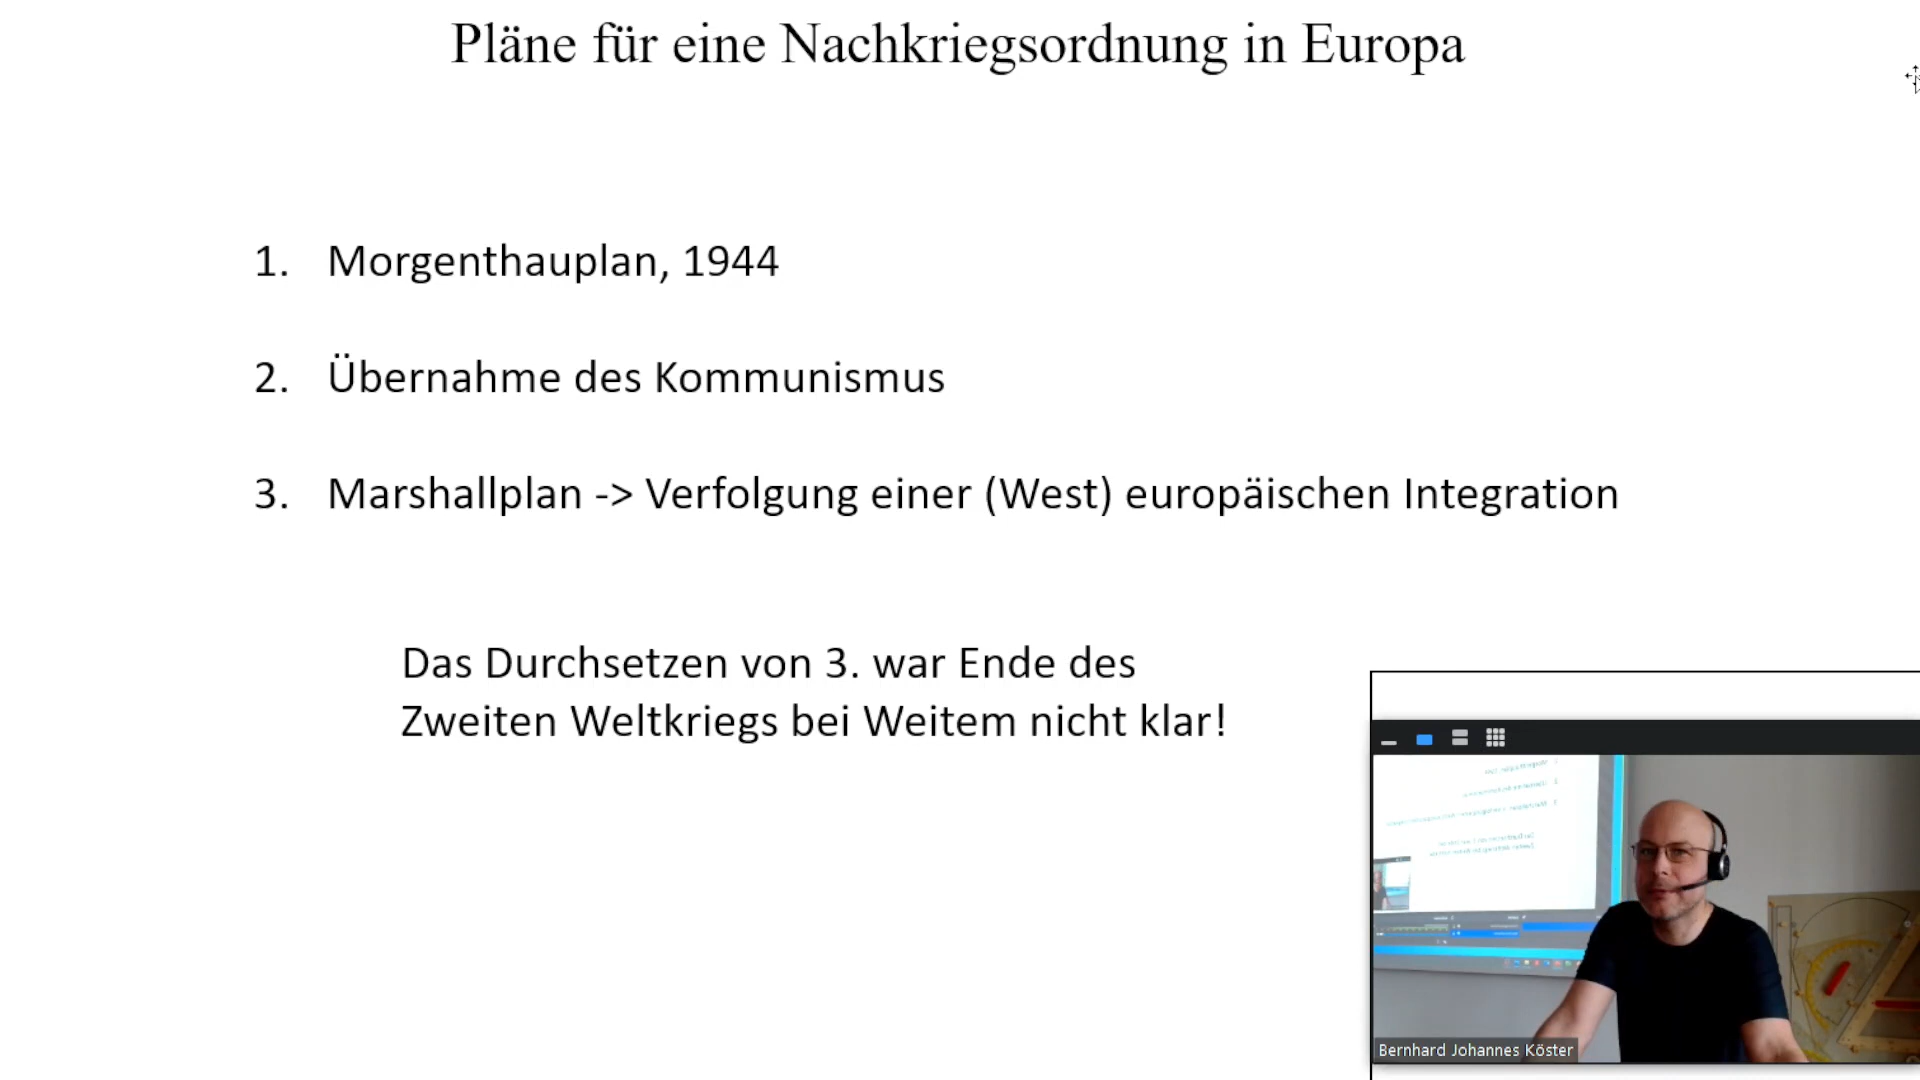 Pläne für eine Nachkriegsordnung in Europa
1. Morgenthauplan, 1944
2. Übernahme des Kommunismus
3. Marshallplan -> Verfolgung einer (West) europäischen Integration
Das Durchsetzen von 3. war Ende des
Zweiten Weltkriegs bei Weitem nicht klar!
Bernhard Johannes Köster